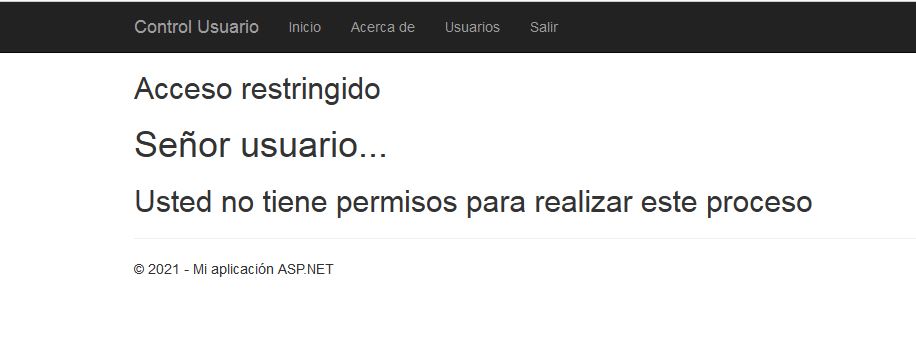 Control Usuario Inicio Acerca de Usuarios Salir
Acceso restringido
Señor usuario...
Usted no tiene permisos para realizar este proceso
© 2021 - Mi aplicación ASP.NET